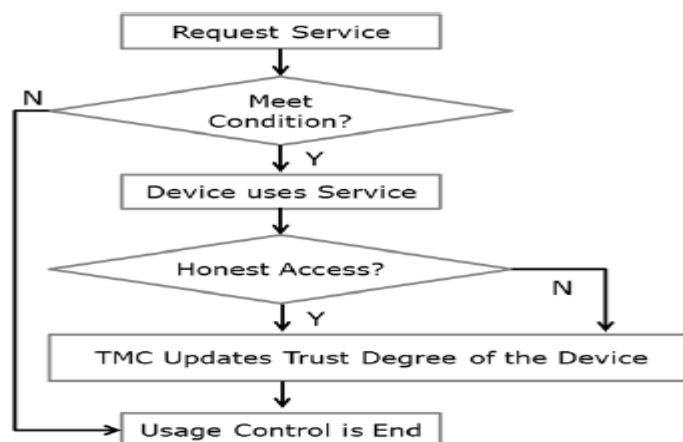 Request Service
N
Meet
Condition?
Y
Device uses Service
Honest Access?
N
Y
TMC Updates Trust Degree of the Device
Usage Control is End